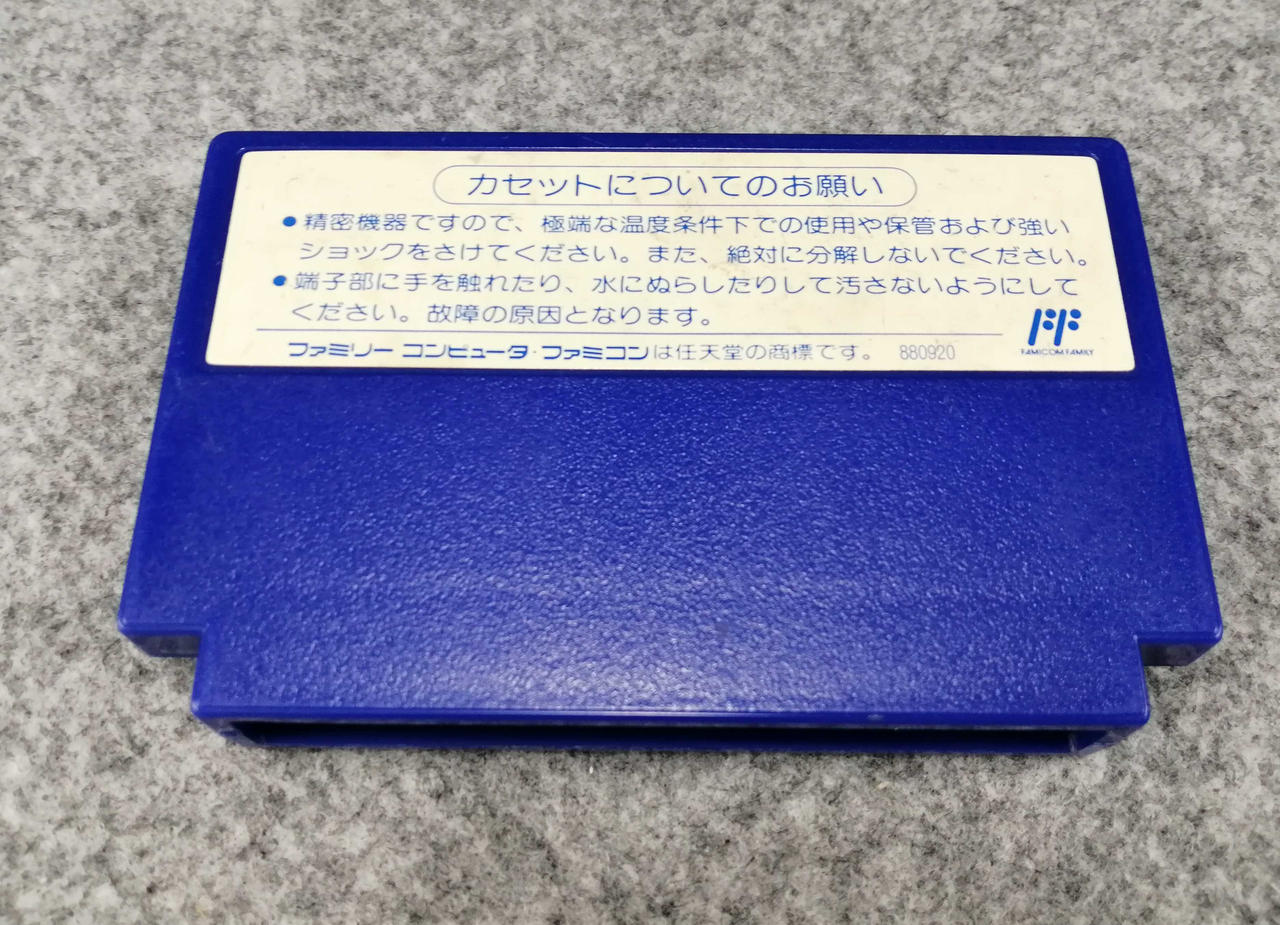 カセットについてのお願い
●精密機器ですので、極端な温度条件下での使用や保管および強い
ショックをさけてください。また、絶対に分解しないでください。
●端子部に手を触れたり、水にぬらしたりして汚さないようにして
ください。故障の原因となります。
FAMICOM FAMILY
ファミリー コンピュータ・ファミコンは任天堂の商標です。 880920